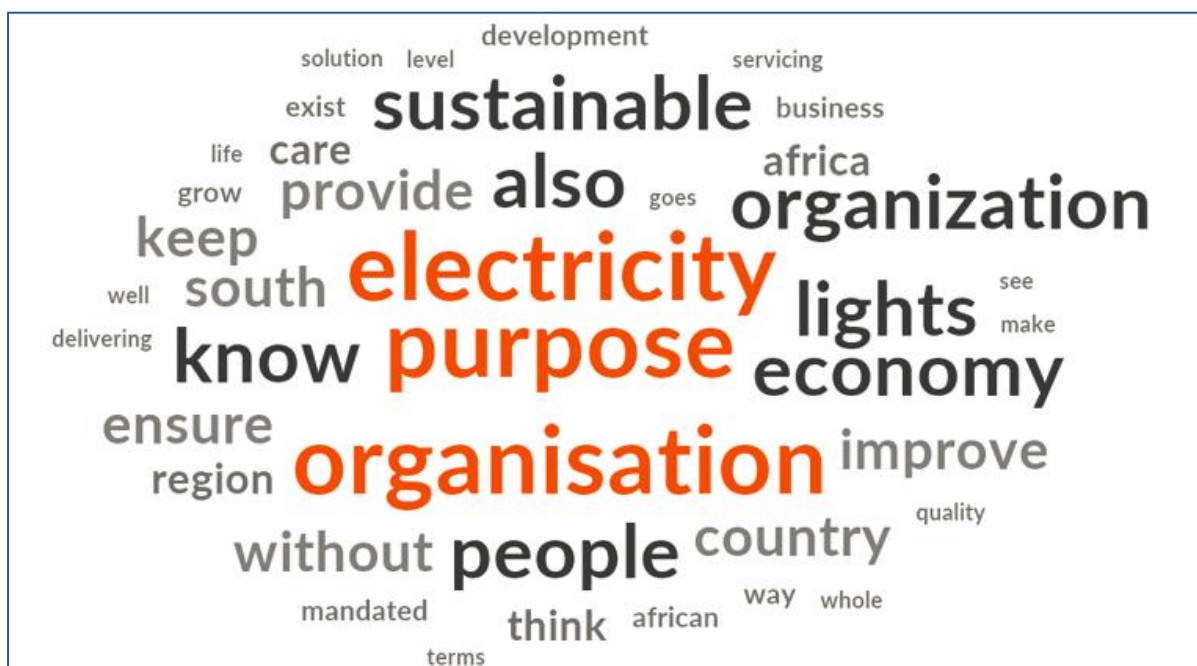 development
solution level servicing
exist sustainable business
life care africa
grow provide also goes organization
keep
south electricity see
well lights make
delivering know purpose economy
ensure
region organisation improve
quality
without people country
way whole
mandated think african
terms